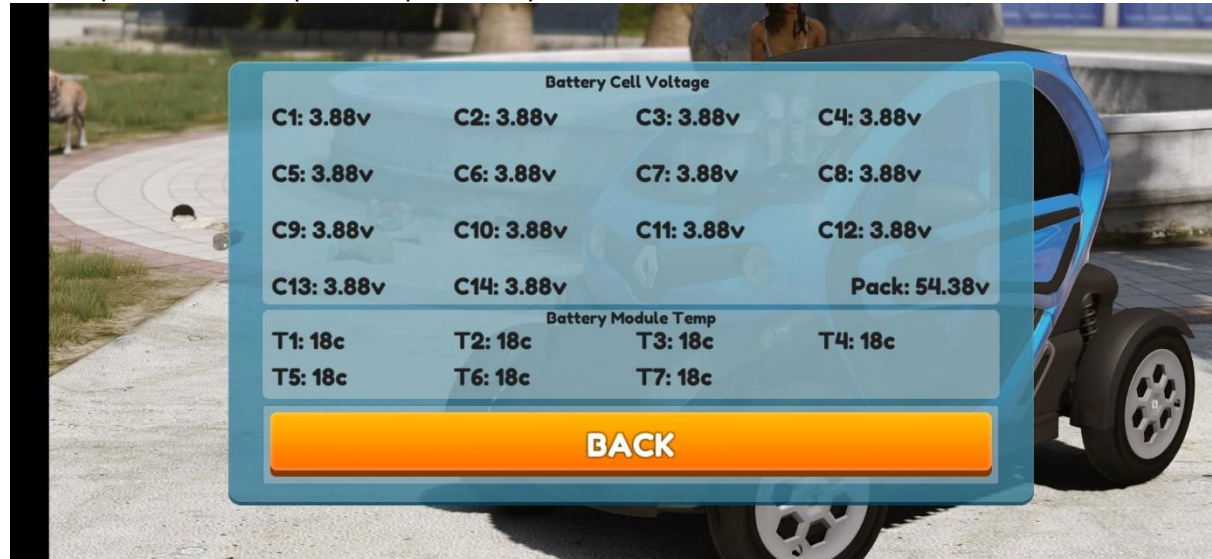 Battery Cell Voltage
C1: 3.88v C2: 3.88v C3: 3.88v C4: 3.88v
C5: 3.88v C6: 3.88v C7: 3.88v C8: 3.88v
C9: 3.88v C10: 3.88v C11: 3.88v C12: 3.88v
C13: 3.88v C14: 3.88v Pack: 54.38v
Battery Module Temp
T1: 18c T2: 18c T3: 18c T4: 18c
T5: 18c T6: 18c T7: 18c
BACK